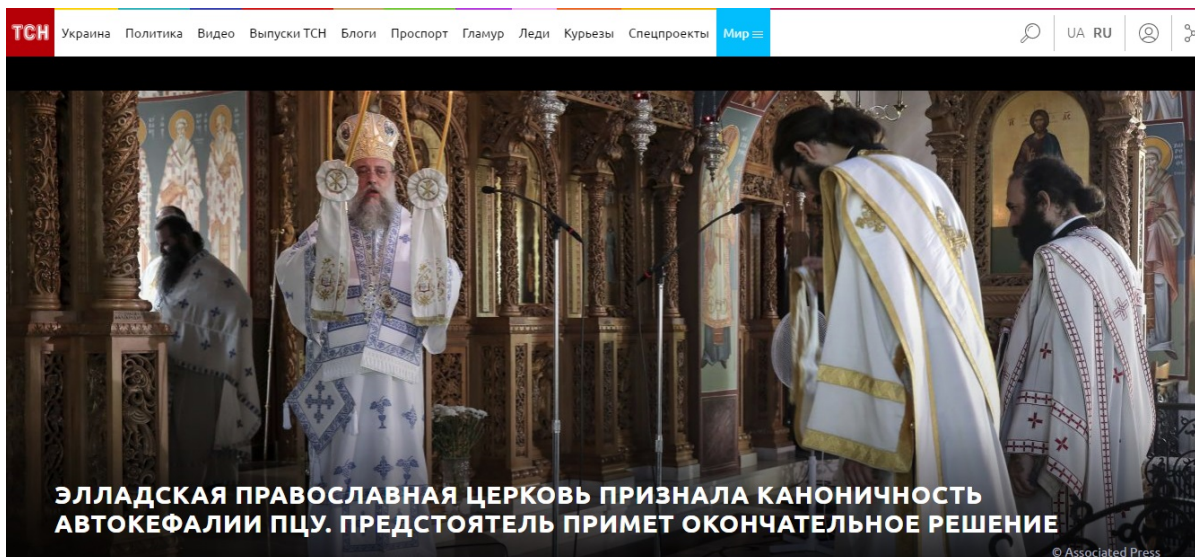 ТСН Украина Политика Видео Выпуски ТСН Блоги Проспорт Гламур Леди Курьезы Спецпроекты Мир UA RU
ЭЛЛАДСКАЯ ПРАВОСЛАВНАЯ ЦЕРКОВЬ ПРИЗНАЛА КАНОНИЧНОСТЬ
АВТОКЕФАЛИИ ПЦУ. ПРЕДСТОЯТЕЛЬ ПРИМЕТ ОКОНЧАТЕЛЬНОЕ РЕШЕНИЕ
© Associated Press